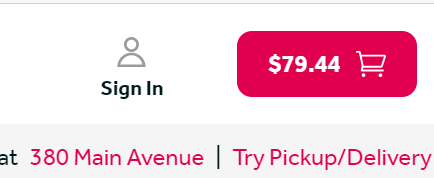 $79.44
Sign In
at 380 Main Avenue | Try Pickup/Delivery